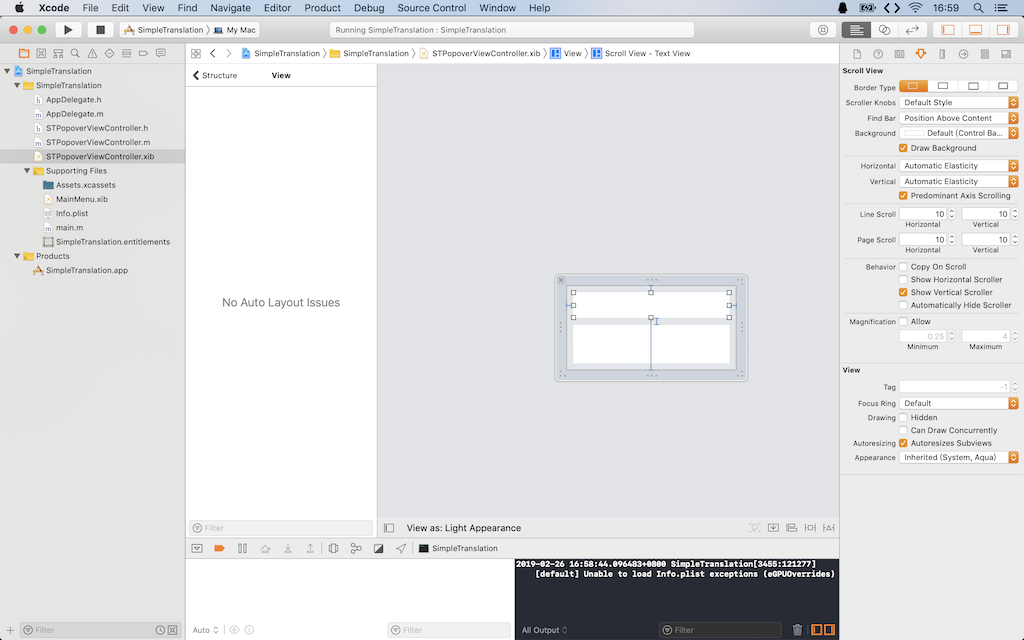 Xcode File Edit View Find Navigate Editor Product Debug Source Control Window Help 16:59
SimpleTranslation My Mac
Running SimpleTranslation : SimpleTranslation
SimpleTranslation SimpleTranslation STPopoverViewController.xib View Scroll View - Text View
SimpleTranslation
SimpleTranslation
AppDelegate.h
AppDelegate.m
STPopoverViewController.h
STPopoverViewController.m
STPopoverViewController.xib
Supporting Files
Assets.xcassets
MainMenu.xib
Info.plist
main.m
SimpleTranslation.entitlements
Products
SimpleTranslation.app
Filter
Structure View
No Auto Layout Issues
Filter
View as: Light Appearance
SimpleTranslation
Auto
Filter
2019-02-26 16:58:44.096483+0800 SimpleTranslation[3455:121277]
[default] Unable to load Info.plist exceptions (eGPUOverrides)
All Output
Filter
Scroll View
Border Type
Scroller Knobs Default Style
Find Bar Position Above Content
Background Default (Control Ba...
Draw Background
Horizontal Automatic Elasticity
Vertical Automatic Elasticity
Predominant Axis Scrolling
Line Scroll 10 10
Horizontal Vertical
Page Scroll 10 10
Horizontal Vertical
Behavior Copy On Scroll
Show Horizontal Scroller
Show Vertical Scroller
Automatically Hide Scroller
Magnification Allow
0.25 4
Minimum Maximum
View
Tag -1
Focus Ring Default
Drawing Hidden
Can Draw Concurrently
Autoresizing Autoresizes Subviews
Appearance Inherited (System, Aqua)